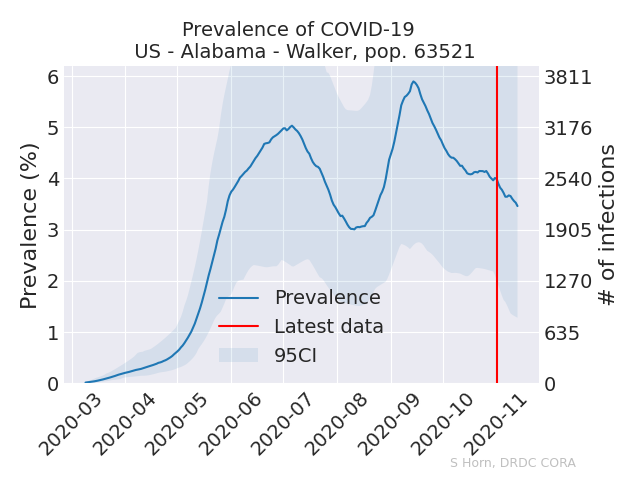 Prevalence of COVID-19
US - Alabama - Walker, pop. 63521
6
5
4
3
2
1
0
Prevalence (%)
3811
3176
2540
1905
1270
635
0
# of infections
Prevalence
Latest data
95CI
2020-03
2020-04
2020-05
2020-06
2020-07
2020-08
2020-09
2020-10
2020-11
S Horn, DRDC CORA